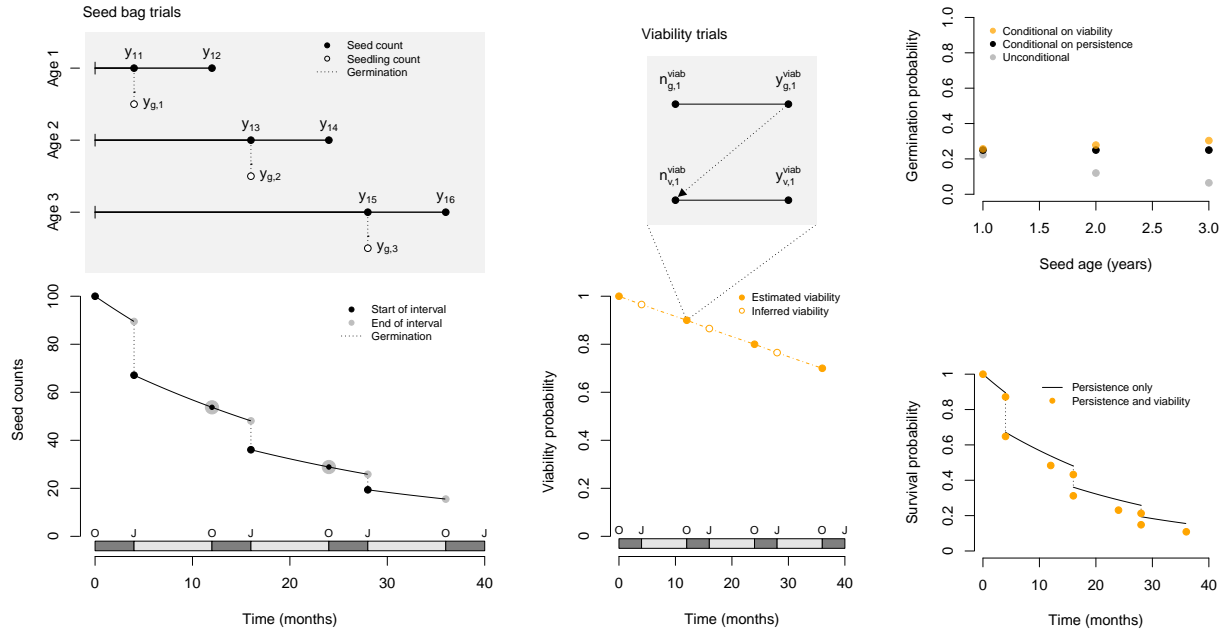 Seed bag trials
Age 1
Age 2
Age 3
y11
y12
yg,1
y13
y14
yg,2
y15
y16
yg,3
Seed count
Seedling count
Germination
Seed counts
100
80
60
40
20
0
Start of interval
End of interval
Germination
O J O J O J O J
0 10 20 30 40
Time (months)
Viability trials
n g,1 viab
y g,1 viab
n v,1 viab
y v,1 viab
Viability probability
1
0.8
0.6
0.4
0.2
0
Estimated viability
Inferred viability
O J O J O J O J
0 10 20 30 40
Time (months)
Germination probability
1.0
0.8
0.6
0.4
0.2
0.0
Conditional on viability
Conditional on persistence
Unconditional
1.0 1.5 2.0 2.5 3.0
Seed age (years)
Survival probability
1
0.8
0.6
0.4
0.2
0
Persistence only
Persistence and viability
0 10 20 30 40
Time (months)